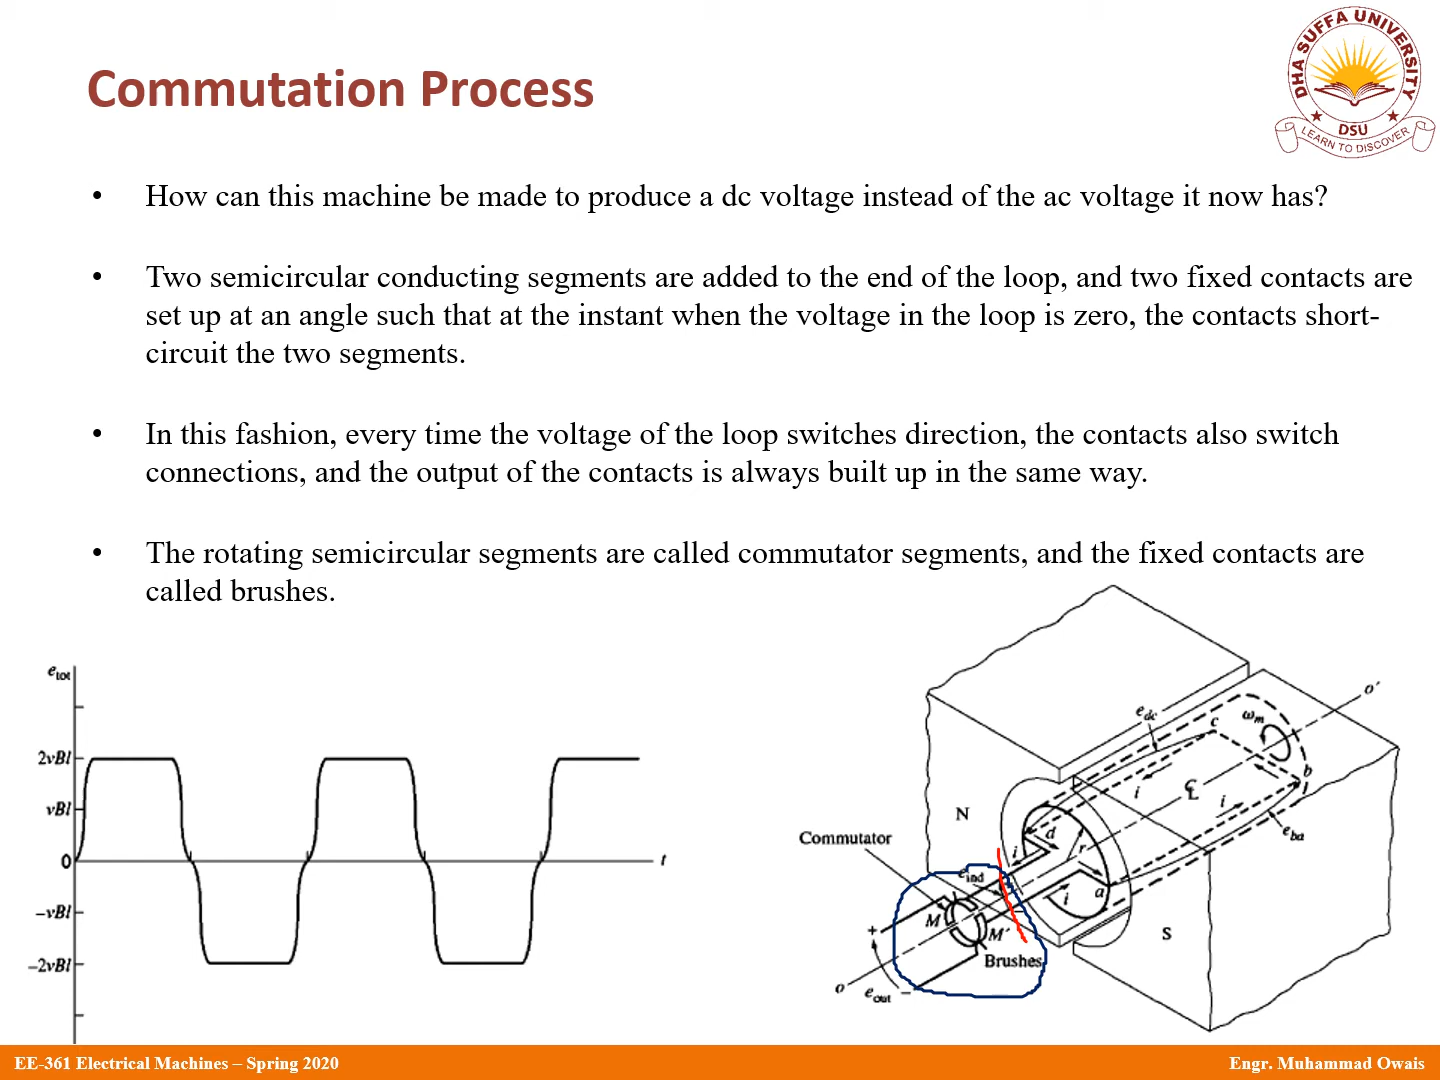 Commutation Process
DHA SUFFA UNIVERSITY
DSU
LEARN TO DISCOVER
• How can this machine be made to produce a dc voltage instead of the ac voltage it now has?
• Two semicircular conducting segments are added to the end of the loop, and two fixed contacts are
set up at an angle such that at the instant when the voltage in the loop is zero, the contacts short-
circuit the two segments.
• In this fashion, every time the voltage of the loop switches direction, the contacts also switch
connections, and the output of the contacts is always built up in the same way.
• The rotating semicircular segments are called commutator segments, and the fixed contacts are
called brushes.
e_tot
2vBl
vBl
0
t
−vBl
−2vBl
o′
e_dc
c
ω_m
b
i
℄
i
e_ba
N
d
r
Commutator
i
e_ind
a
i
M
M′
S
+
−
Brushes
o
e_out
−
EE-361 Electrical Machines – Spring 2020
Engr. Muhammad Owais